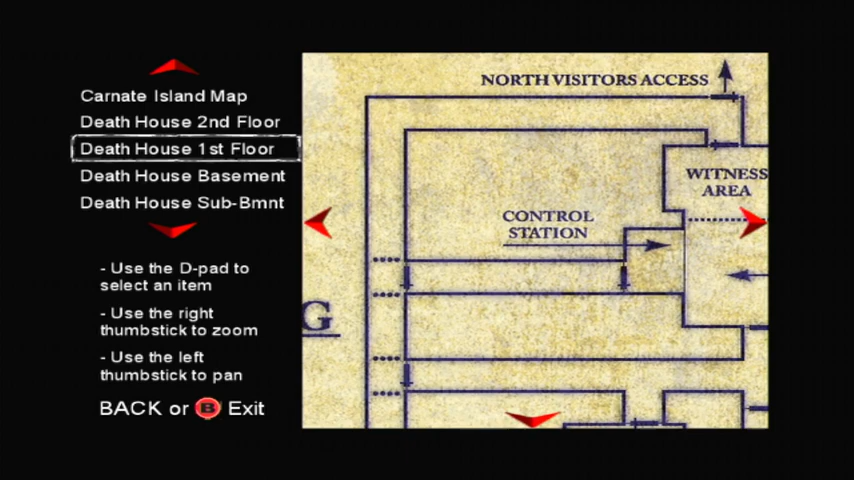 Carnate Island Map
Death House 2nd Floor
Death House 1st Floor
Death House Basement
Death House Sub-Bmnt
- Use the D-pad to
select an item
- Use the right
thumbstick to zoom
- Use the left
thumbstick to pan
BACK or B Exit
NORTH VISITORS ACCESS
WITNESS
AREA
CONTROL
STATION
G